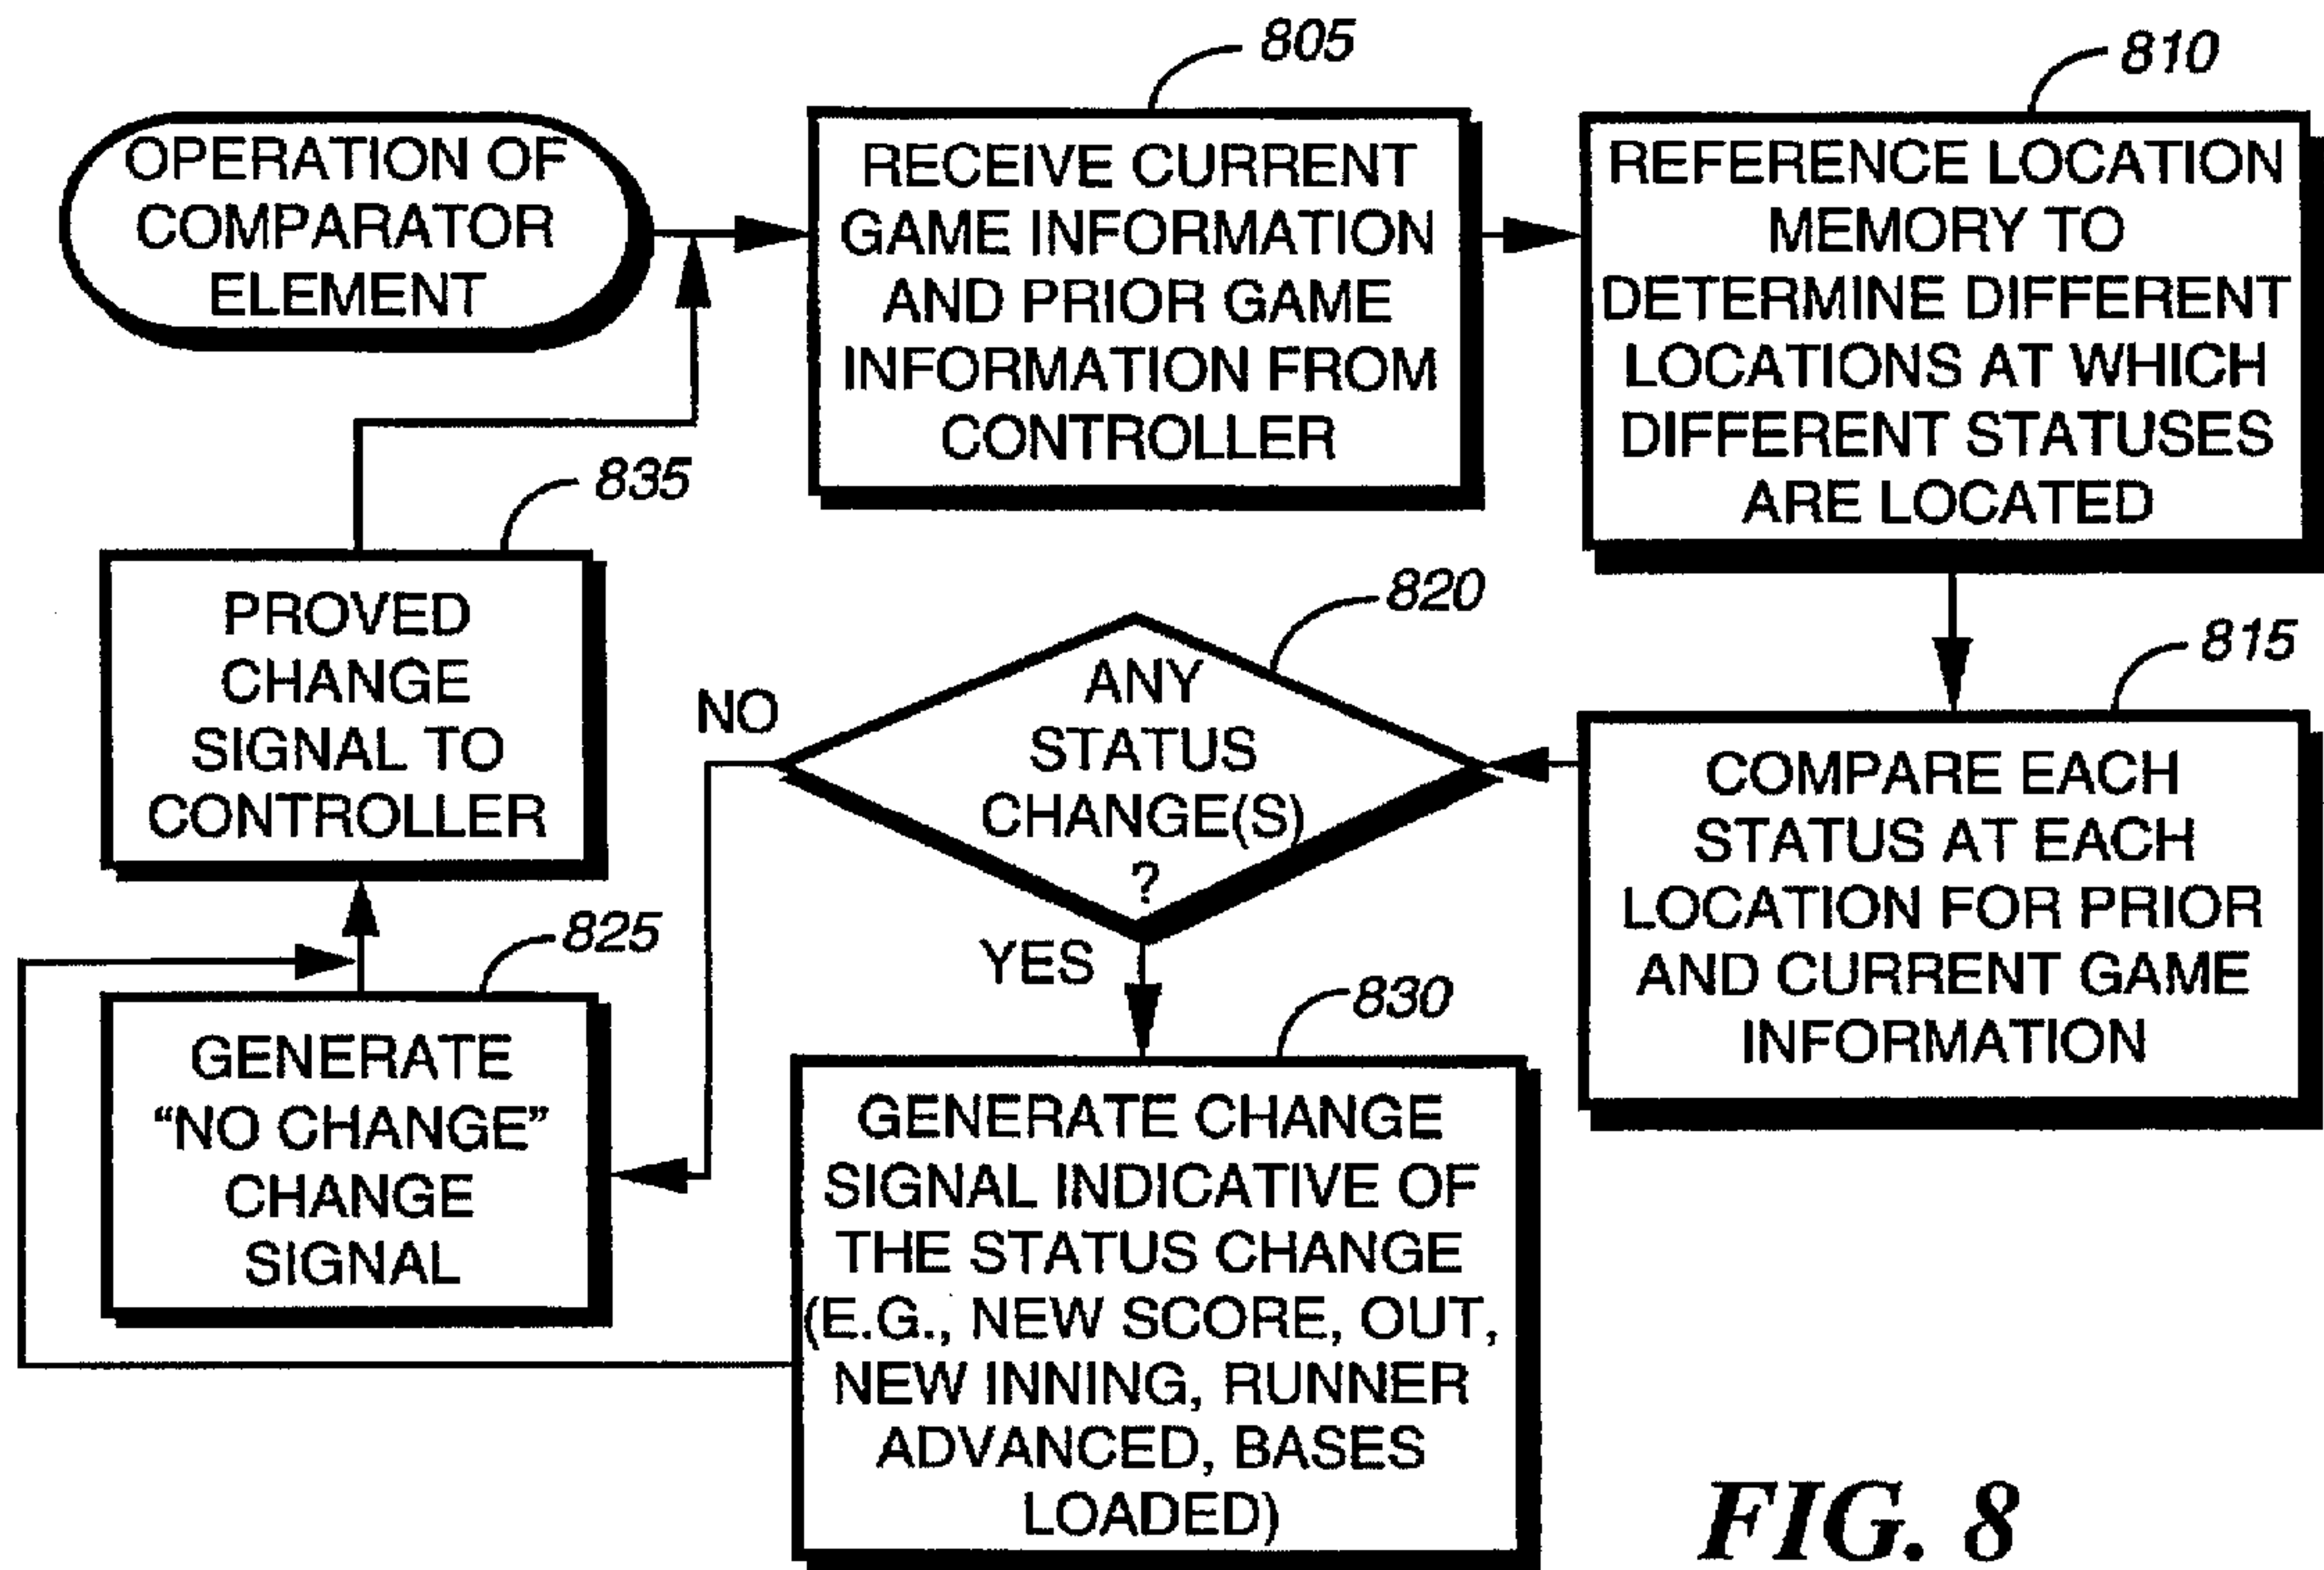 OPERATION OF
COMPARATOR
ELEMENT
805
RECEIVE CURRENT
GAME INFORMATION
AND PRIOR GAME
INFORMATION FROM
CONTROLLER
810
REFERENCE LOCATION
MEMORY TO
DETERMINE DIFFERENT
LOCATIONS AT WHICH
DIFFERENT STATUSES
ARE LOCATED
815
COMPARE EACH
STATUS AT EACH
LOCATION FOR PRIOR
AND CURRENT GAME
INFORMATION
820
ANY
STATUS
CHANGE(S)
?
NO
YES
825
GENERATE
“NO CHANGE”
CHANGE
SIGNAL
830
GENERATE CHANGE
SIGNAL INDICATIVE OF
THE STATUS CHANGE
(E.G., NEW SCORE, OUT,
NEW INNING, RUNNER
ADVANCED, BASES
LOADED)
835
PROVED
CHANGE
SIGNAL TO
CONTROLLER
FIG. 8